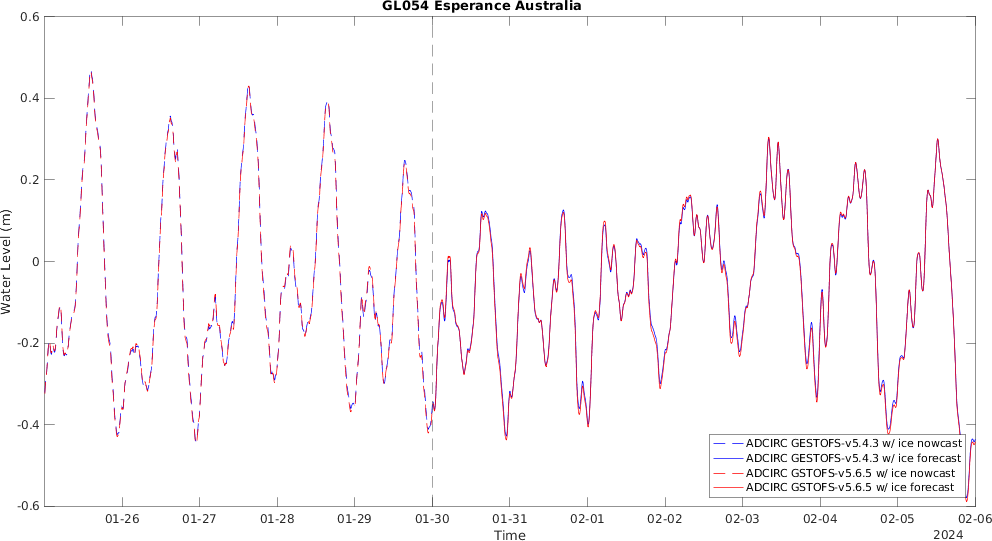 GL054 Esperance Australia
Water Level (m)
0.6
0.4
0.2
0
-0.2
-0.4
-0.6
ADCIRC GESTOFS-v5.4.3 w/ ice nowcast
ADCIRC GESTOFS-v5.4.3 w/ ice forecast
ADCIRC GSTOFS-v5.6.5 w/ ice nowcast
ADCIRC GSTOFS-v5.6.5 w/ ice forecast
01-26 01-27 01-28 01-29 01-30 01-31 02-01 02-02 02-03 02-04 02-05 02-06
Time
2024